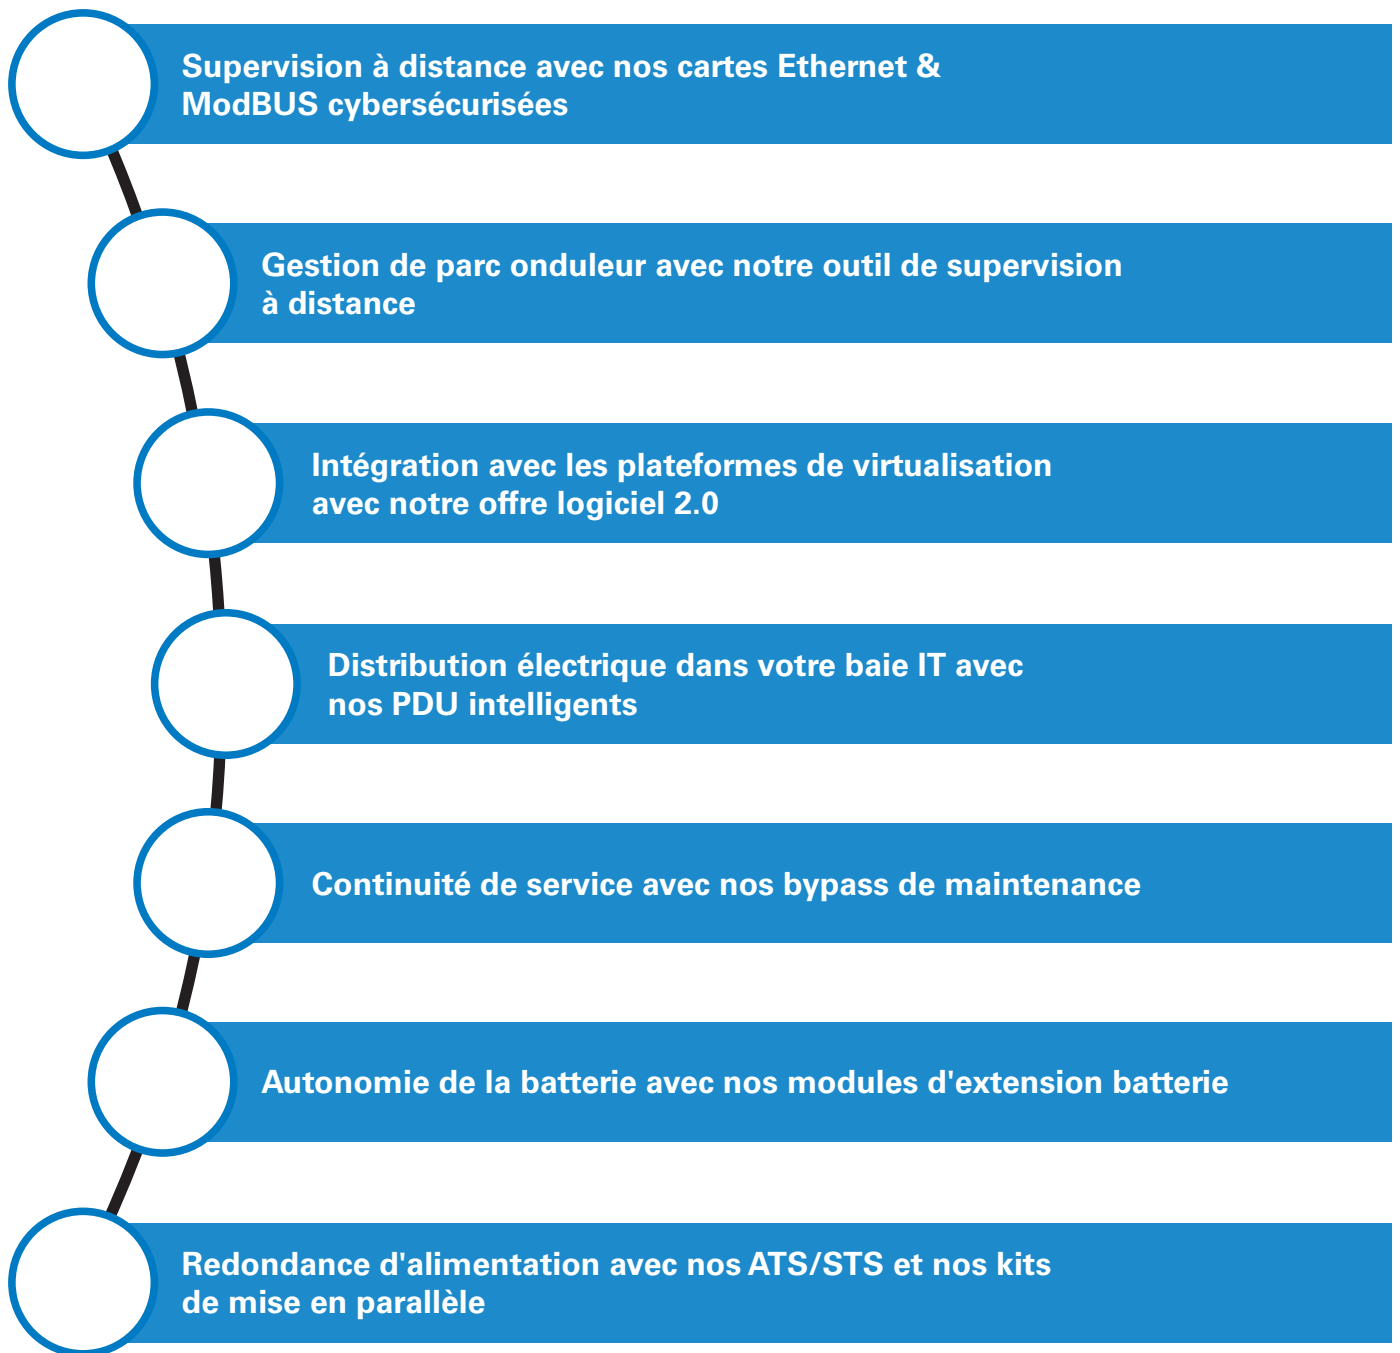 Supervision à distance avec nos cartes Ethernet &
ModBUS cybersécurisées
Gestion de parc onduleur avec notre outil de supervision
à distance
Intégration avec les plateformes de virtualisation
avec notre offre logiciel 2.0
Distribution électrique dans votre baie IT avec
nos PDU intelligents
Continuité de service avec nos bypass de maintenance
Autonomie de la batterie avec nos modules d'extension batterie
Redondance d'alimentation avec nos ATS/STS et nos kits
de mise en parallèle